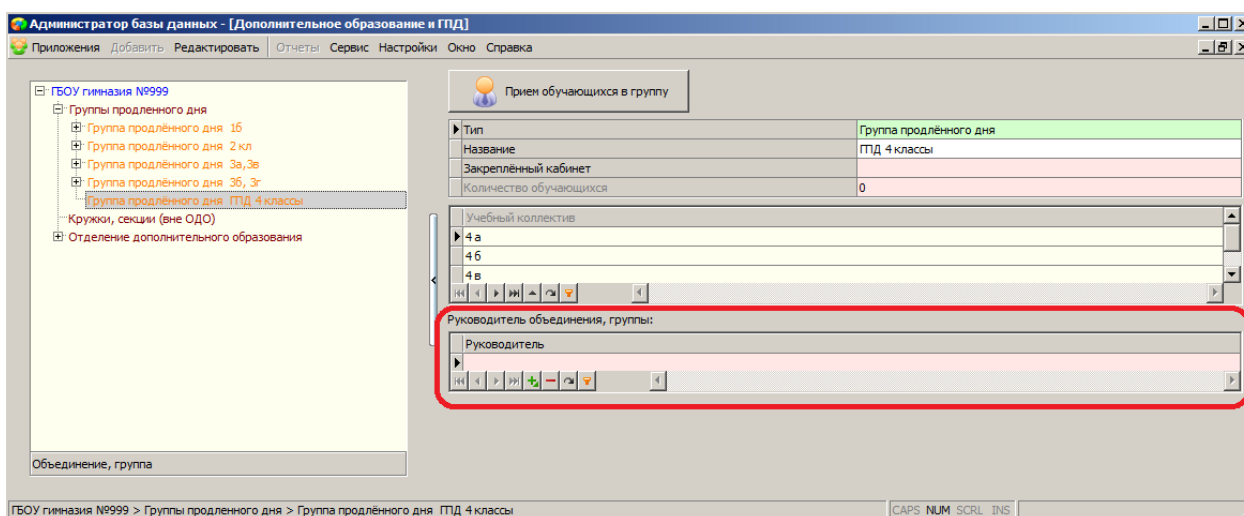 Администратор базы данных - [Дополнительное образование и ГПД]
Приложения Добавить Редактировать Отчеты Сервис Настройки Окно Справка
ГБОУ гимназия №999
Группы продленного дня
Группа продлённого дня 1б
Группа продлённого дня 2 кл
Группа продлённого дня 3а,3в
Группа продлённого дня 3б, 3г
Группа продлённого дня ГПД 4 классы
Кружки, секции (вне ОДО)
Отделение дополнительного образования
Объединение, группа
Прием обучающихся в группу
Тип Группа продлённого дня
Название ГПД 4 классы
Закреплённый кабинет
Количество обучающихся 0
Учебный коллектив
4 а
4 б
4 в
Руководитель объединения, группы:
Руководитель
ГБОУ гимназия №999 > Группы продленного дня > Группа продлённого дня ГПД 4 классы
CAPS NUM SCRL INS